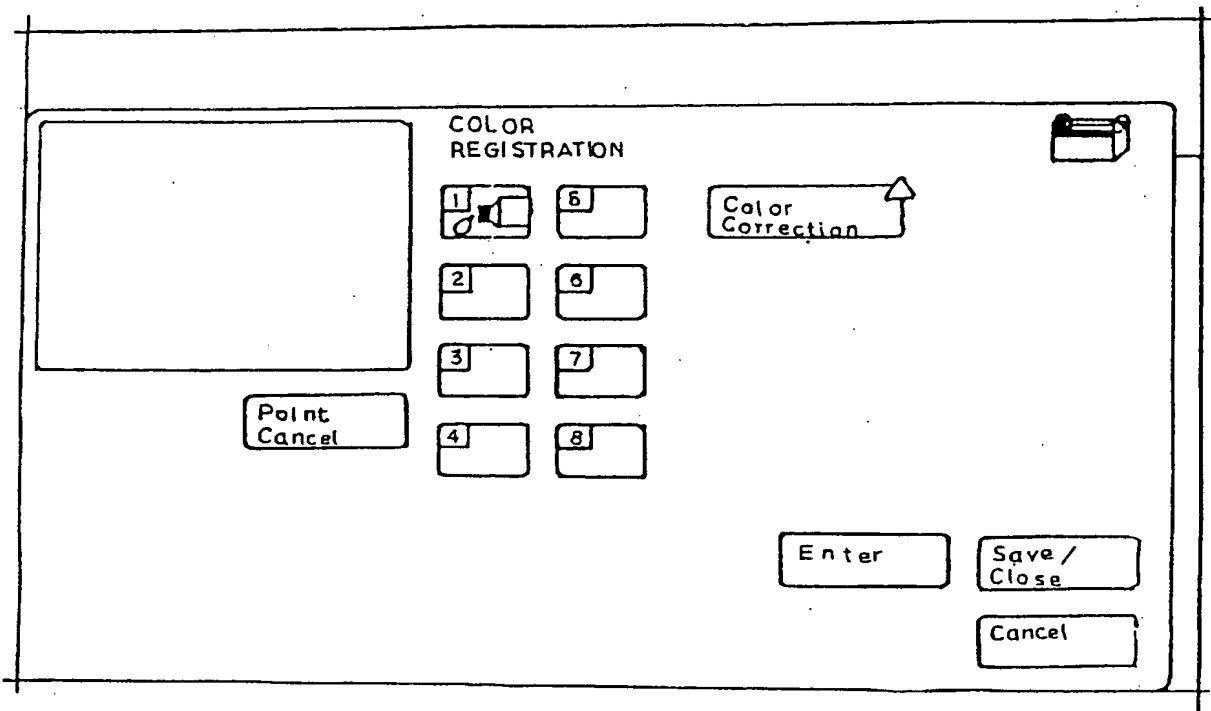 COLOR
REGISTRATION
1
5
Color
Correction
2
6
3
7
Point
Cancel
4
8
Enter
Save /
Close
Cancel